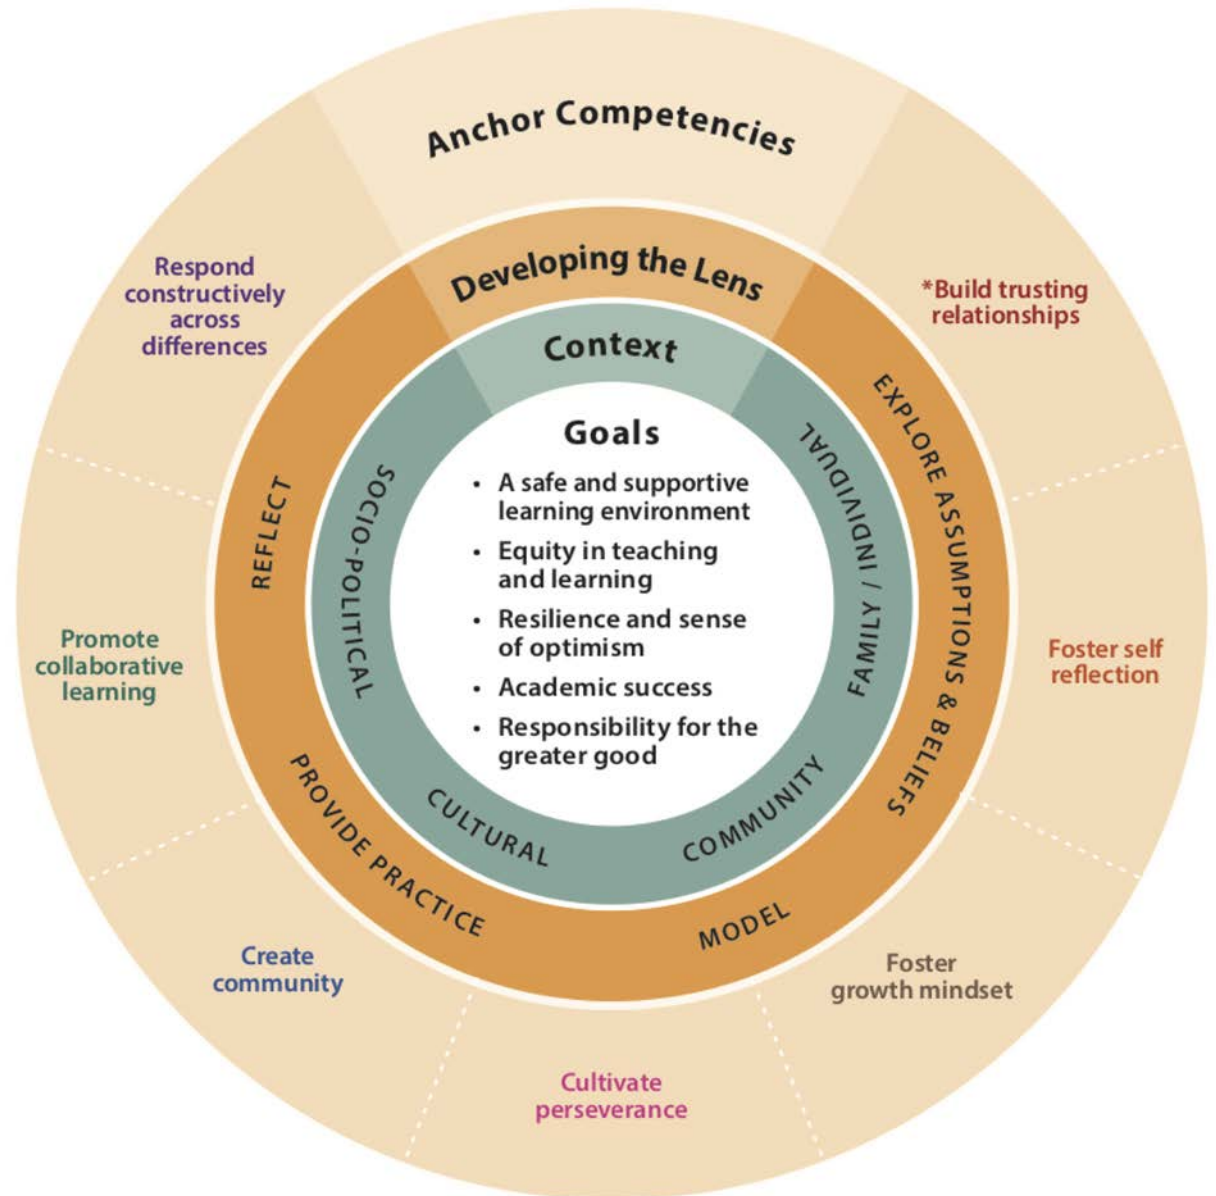 Anchor Competencies
Developing the Lens
Context
Goals
• A safe and supportive
learning environment
• Equity in teaching
and learning
• Resilience and sense
of optimism
• Academic success
• Responsibility for the
greater good
FAMILY / INDIVIDUAL
COMMUNITY
CULTURAL
SOCIO-POLITICAL
EXPLORE ASSUMPTIONS & BELIEFS
MODEL
PROVIDE PRACTICE
REFLECT
*Build trusting
relationships
Foster self
reflection
Foster
growth mindset
Cultivate
perseverance
Create
community
Promote
collaborative
learning
Respond
constructively
across
differences